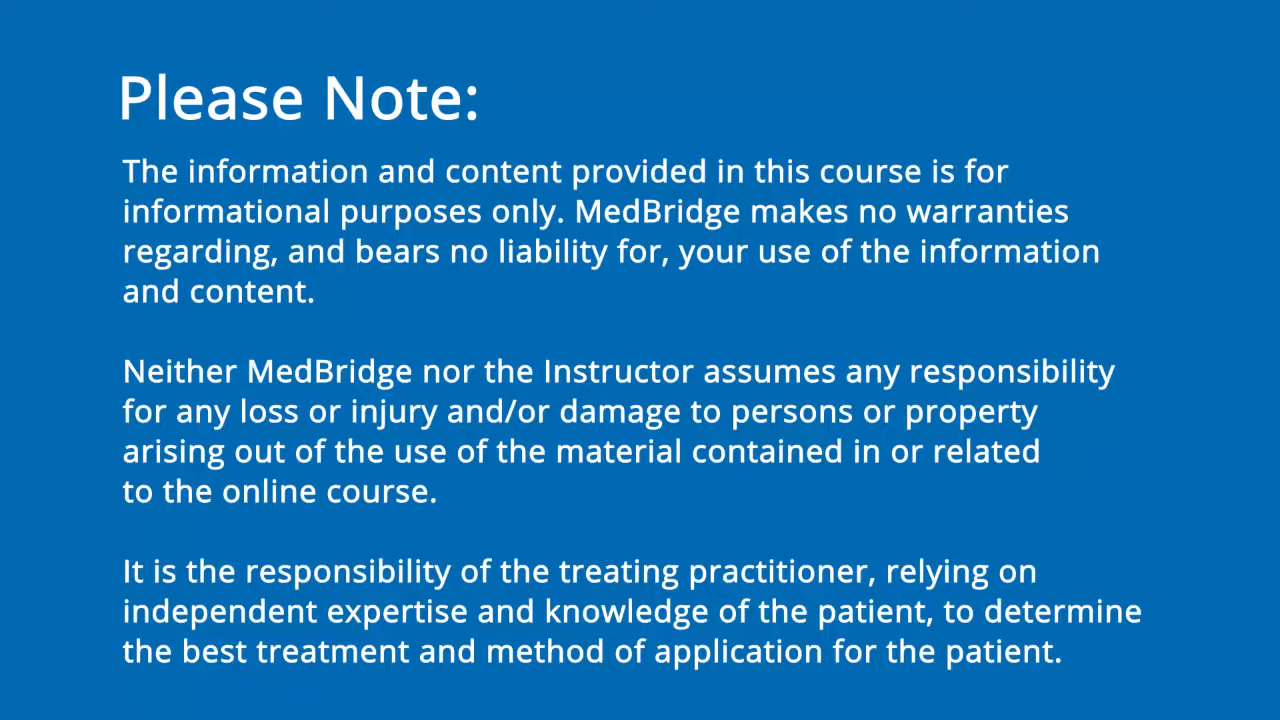 Please Note:
The information and content provided in this course is for
informational purposes only. MedBridge makes no warranties
regarding, and bears no liability for, your use of the information
and content.
Neither MedBridge nor the Instructor assumes any responsibility
for any loss or injury and/or damage to persons or property
arising out of the use of the material contained in or related
to the online course.
It is the responsibility of the treating practitioner, relying on
independent expertise and knowledge of the patient, to determine
the best treatment and method of application for the patient.